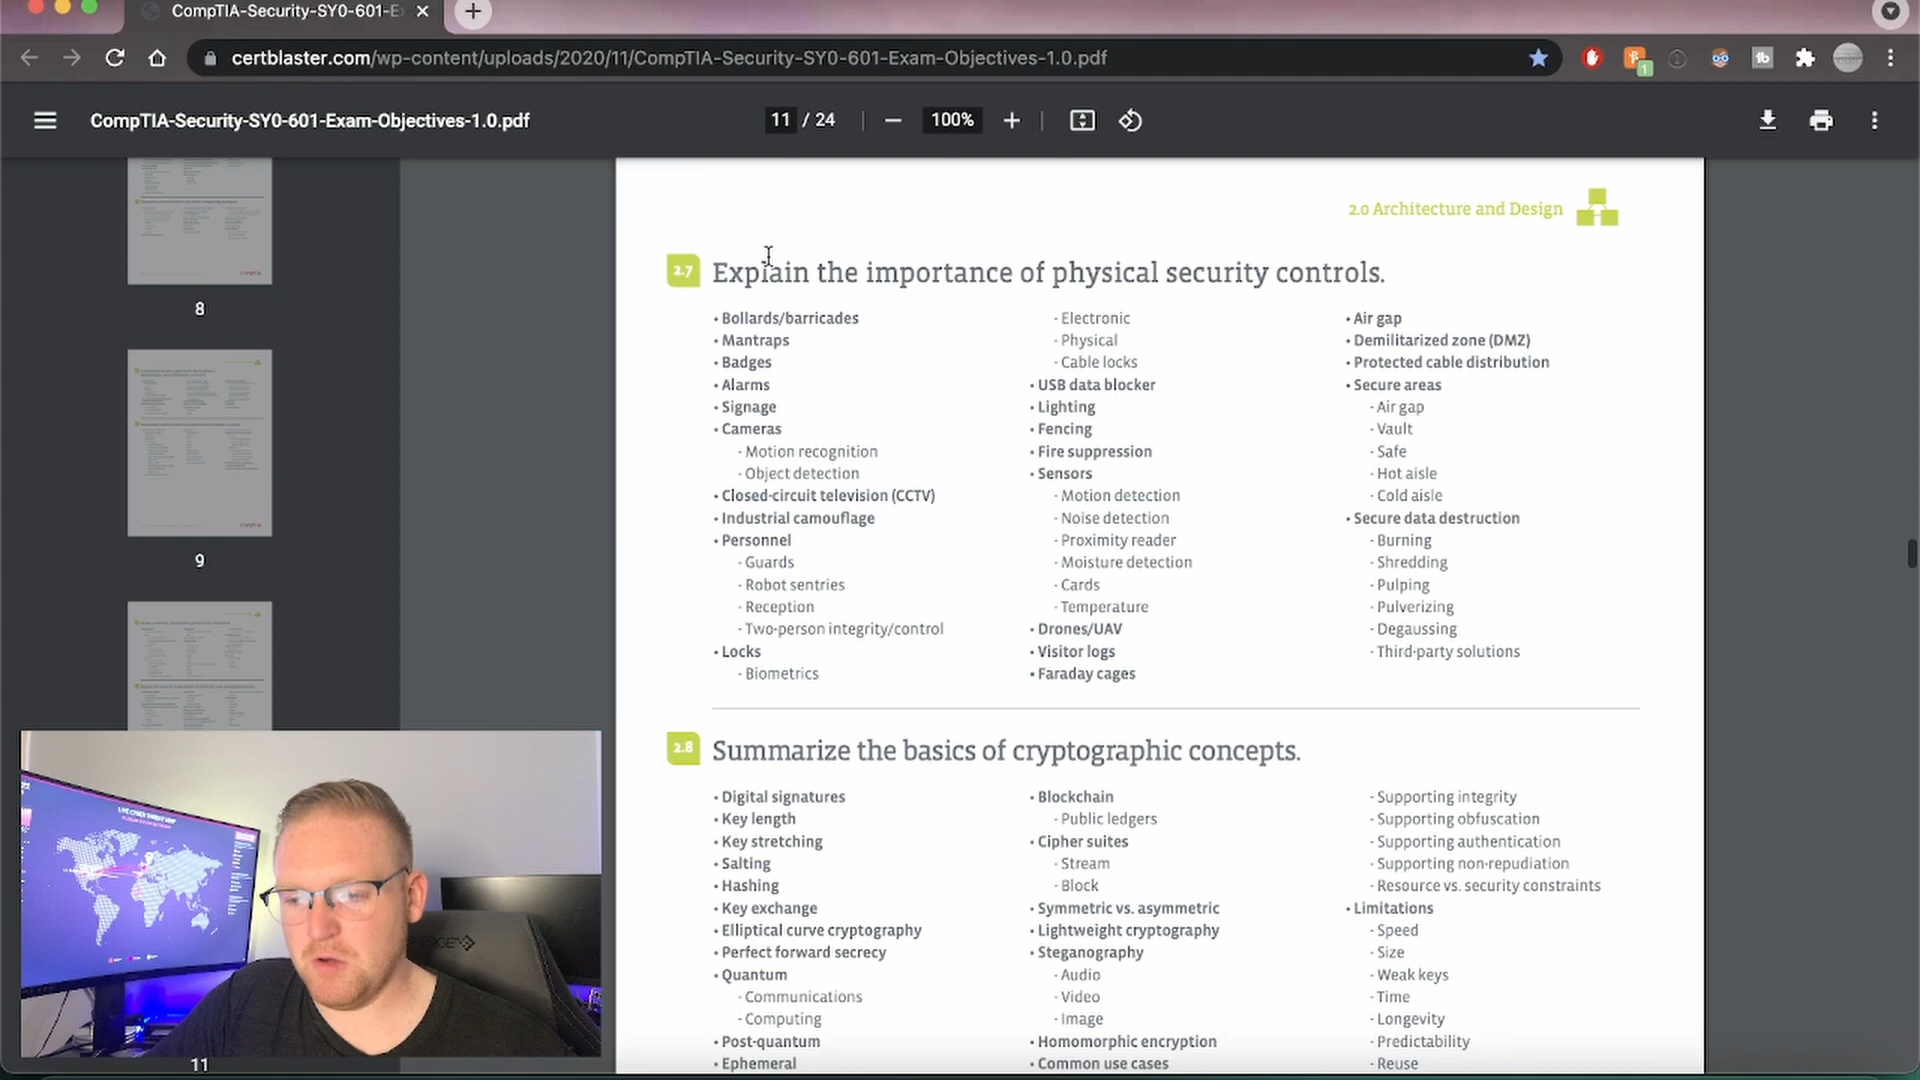 CompTIA-Security-SY0-601-E
certblaster.com/wp-content/uploads/2020/11/CompTIA-Security-SY0-601-Exam-Objectives-1.0.pdf
1
tb
CompTIA-Security-SY0-601-Exam-Objectives-1.0.pdf
11 / 24
100%
8
9
11
2.0 Architecture and Design
2.7 Explain the importance of physical security controls.
• Bollards/barricades
• Mantraps
• Badges
• Alarms
• Signage
• Cameras
- Motion recognition
- Object detection
• Closed-circuit television (CCTV)
• Industrial camouflage
• Personnel
- Guards
- Robot sentries
- Reception
- Two-person integrity/control
• Locks
- Biometrics
- Electronic
- Physical
- Cable locks
• USB data blocker
• Lighting
• Fencing
• Fire suppression
• Sensors
- Motion detection
- Noise detection
- Proximity reader
- Moisture detection
- Cards
- Temperature
• Drones/UAV
• Visitor logs
• Faraday cages
• Air gap
• Demilitarized zone (DMZ)
• Protected cable distribution
• Secure areas
- Air gap
- Vault
- Safe
- Hot aisle
- Cold aisle
• Secure data destruction
- Burning
- Shredding
- Pulping
- Pulverizing
- Degaussing
- Third-party solutions
2.8 Summarize the basics of cryptographic concepts.
• Digital signatures
• Key length
• Key stretching
• Salting
• Hashing
• Key exchange
• Elliptical curve cryptography
• Perfect forward secrecy
• Quantum
- Communications
- Computing
• Post-quantum
• Ephemeral
• Blockchain
- Public ledgers
• Cipher suites
- Stream
- Block
• Symmetric vs. asymmetric
• Lightweight cryptography
• Steganography
- Audio
- Video
- Image
• Homomorphic encryption
• Common use cases
- Supporting integrity
- Supporting obfuscation
- Supporting authentication
- Supporting non-repudiation
- Resource vs. security constraints
• Limitations
- Speed
- Size
- Weak keys
- Time
- Longevity
- Predictability
- Reuse